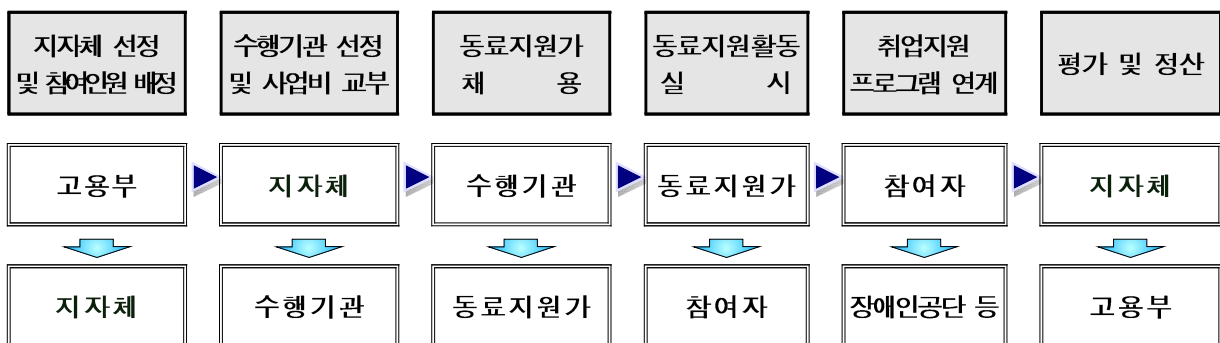 지자체 선정
및 참여인원 배정
수행기관 선정
및 사업비 교부
동료지원가
채 용
동료지원활동
실 시
취업지원
프로그램 연계
평가 및 정산
고용부
지자체
수행기관
동료지원가
참여자
지자체
지자체
수행기관
동료지원가
참여자
장애인공단 등
고용부